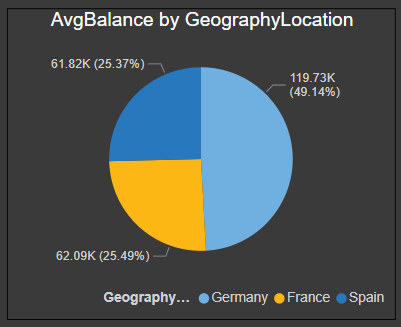 AvgBalance by GeographyLocation
61.82K (25.37%)
119.73K
(49.14%)
62.09K (25.49%)
Geography... Germany France Spain